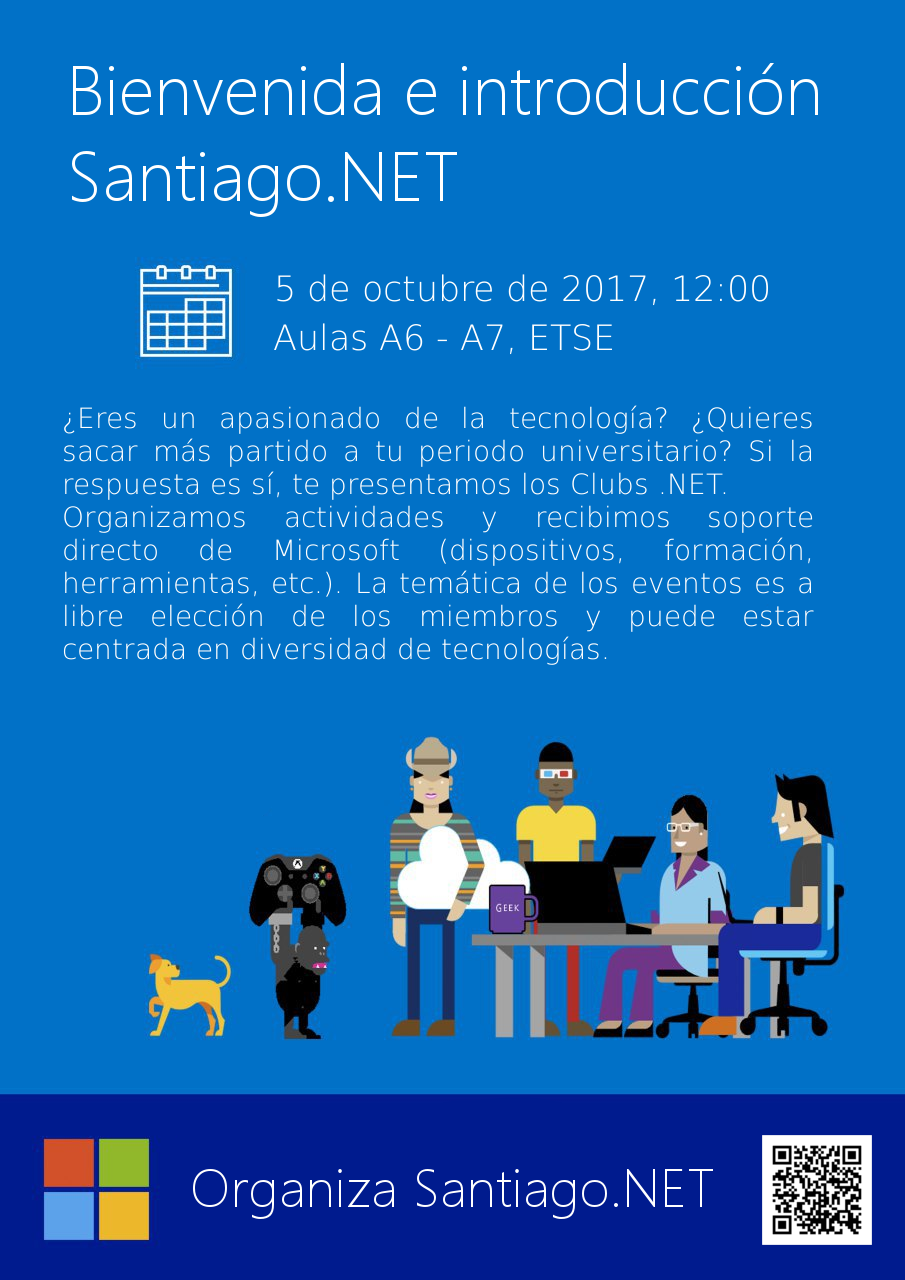 Bienvenida e introducción
Santiago.NET
5 de octubre de 2017, 12:00
Aulas A6 - A7, ETSE
¿Eres un apasionado de la tecnología? ¿Quieres
sacar más partido a tu periodo universitario? Si la
respuesta es sí, te presentamos los Clubs .NET.
Organizamos actividades y recibimos soporte
directo de Microsoft (dispositivos, formación,
herramientas, etc.). La temática de los eventos es a
libre elección de los miembros y puede estar
centrada en diversidad de tecnologías.
GEEK
Organiza Santiago.NET